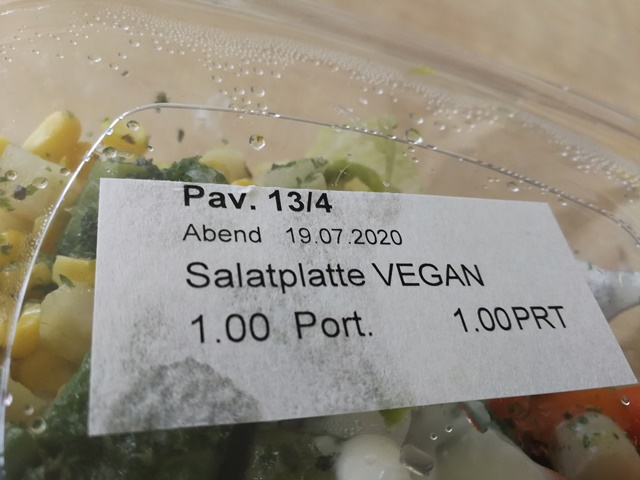 Pav. 13/4
Abend 19.07.2020
Salatplatte VEGAN
1.00 Port. 1.00PRT